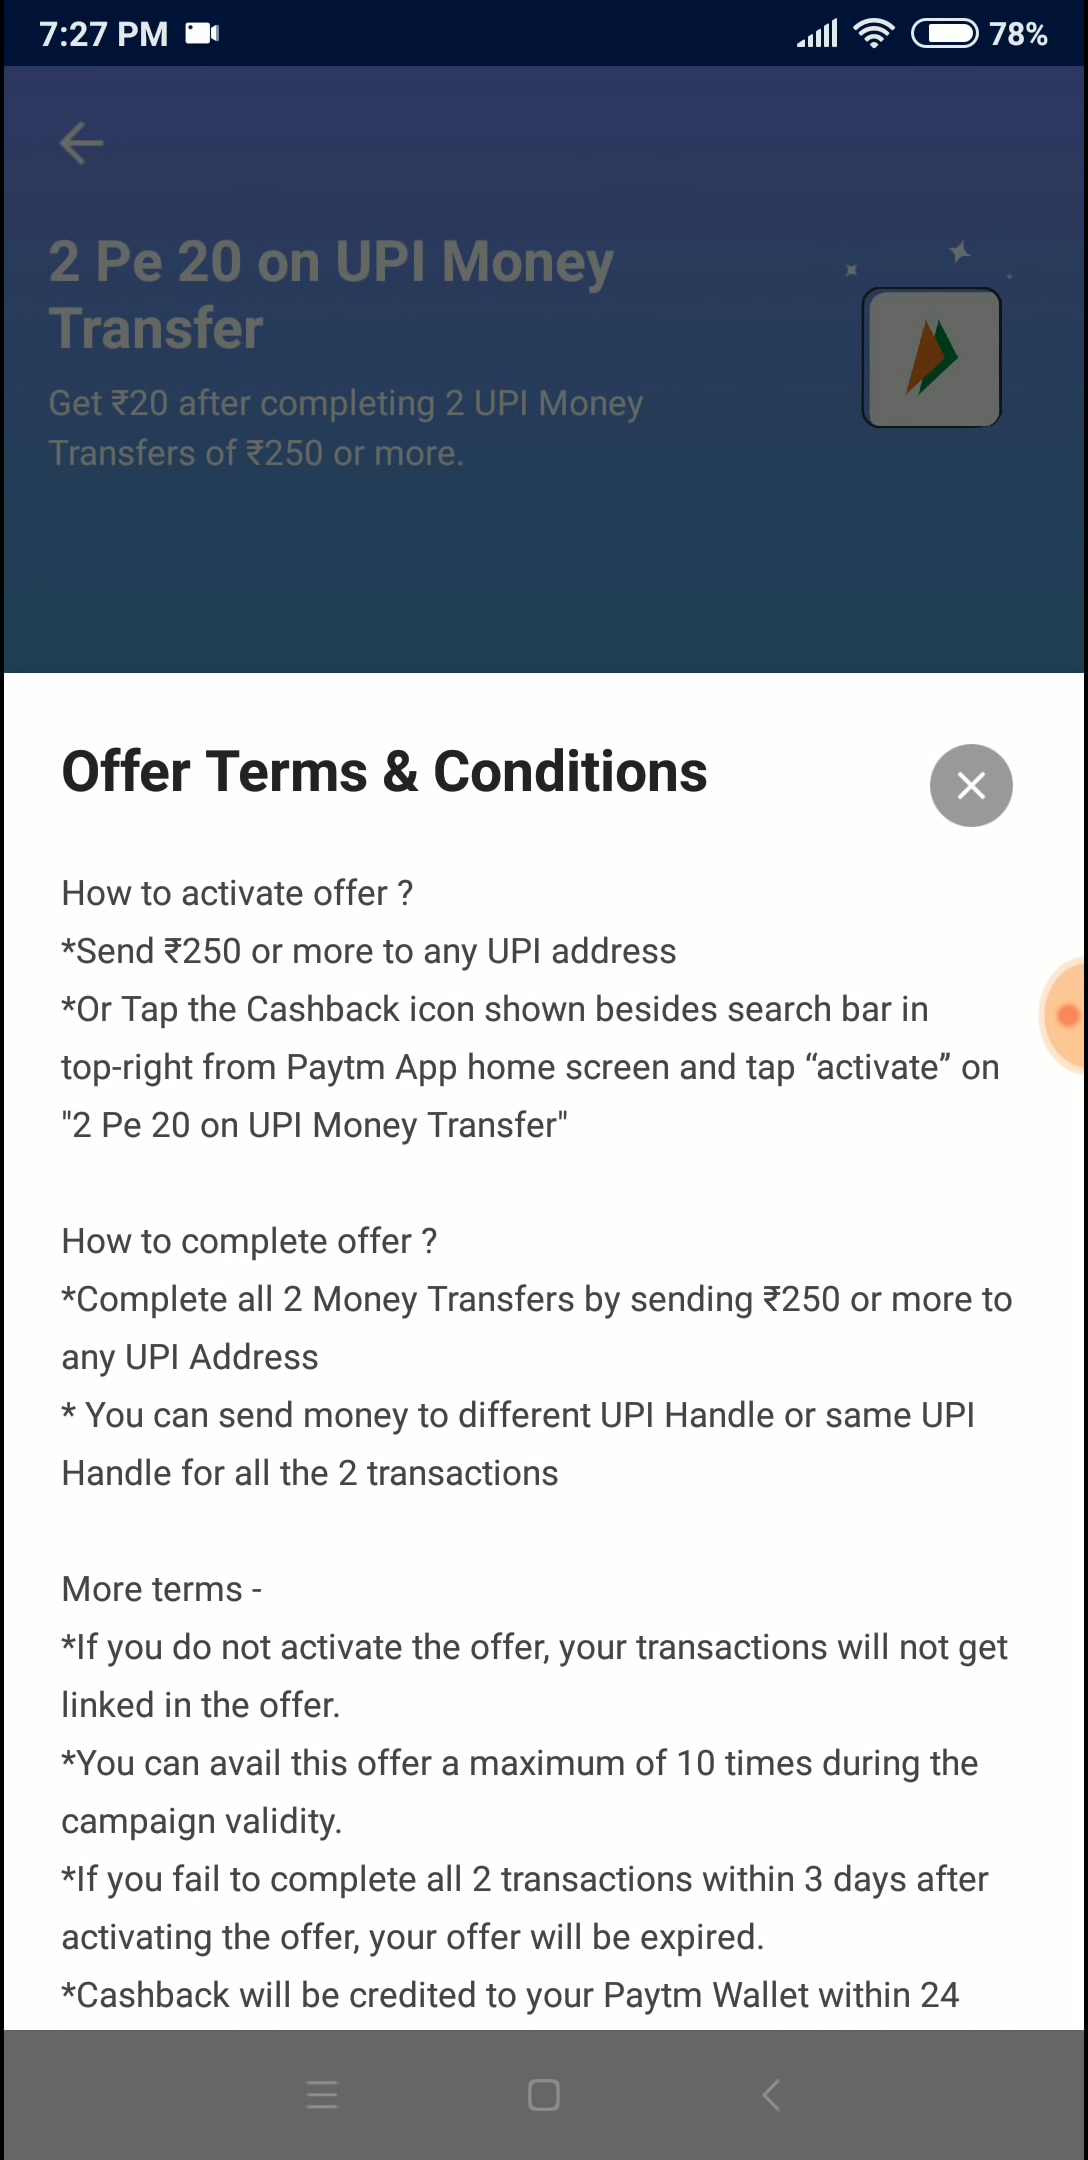 7:27 PM
78%
2 Pe 20 on UPI Money
Transfer
Get ₹20 after completing 2 UPI Money
Transfers of ₹250 or more.
Offer Terms & Conditions
How to activate offer ?
*Send ₹250 or more to any UPI address
*Or Tap the Cashback icon shown besides search bar in
top-right from Paytm App home screen and tap “activate” on
"2 Pe 20 on UPI Money Transfer"
How to complete offer ?
*Complete all 2 Money Transfers by sending ₹250 or more to
any UPI Address
* You can send money to different UPI Handle or same UPI
Handle for all the 2 transactions
More terms -
*If you do not activate the offer, your transactions will not get
linked in the offer.
*You can avail this offer a maximum of 10 times during the
campaign validity.
*If you fail to complete all 2 transactions within 3 days after
activating the offer, your offer will be expired.
*Cashback will be credited to your Paytm Wallet within 24